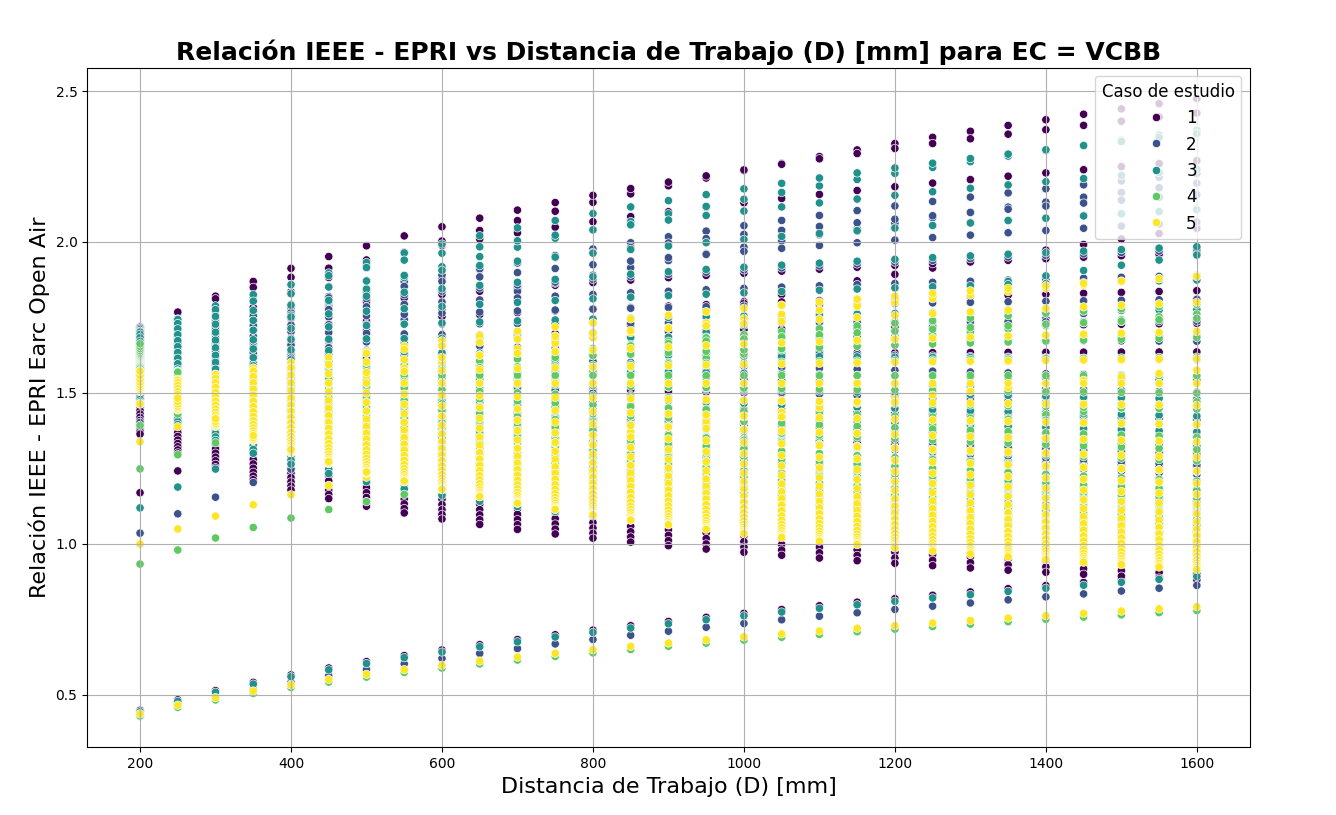 Relación IEEE - EPRI vs Distancia de Trabajo (D) [mm] para EC = VCBB
Relación IEEE - EPRI Earc Open Air
2.5
2.0
1.5
1.0
0.5
Caso de estudio
1
2
3
4
5
200 400 600 800 1000 1200 1400 1600
Distancia de Trabajo (D) [mm]